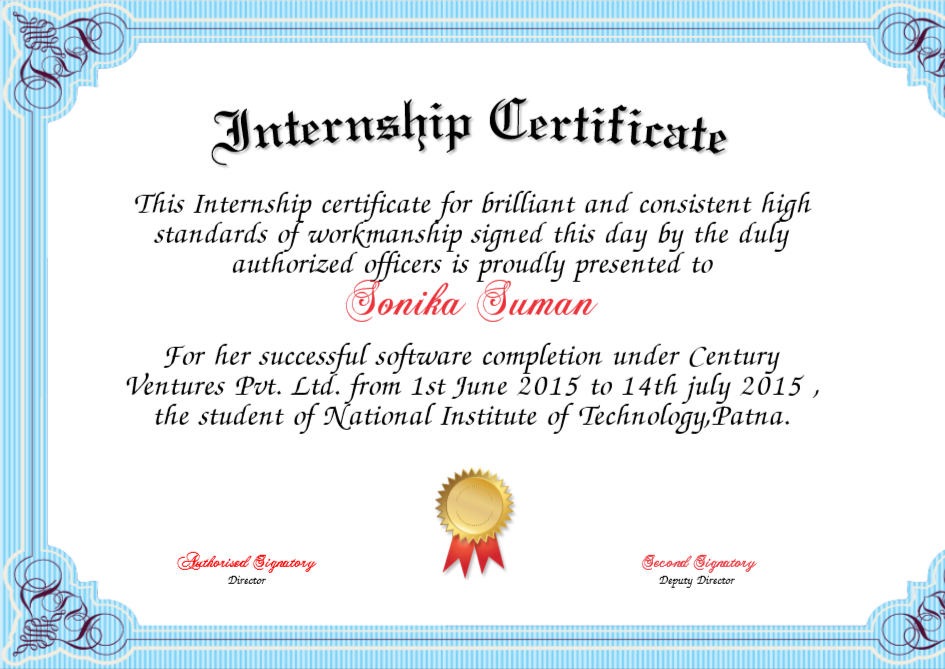 Internship Certificate
This Internship certificate for brilliant and consistent high
standards of workmanship signed this day by the duly
authorized officers is proudly presented to
Sonika Suman
For her successful software completion under Century
Ventures Pvt. Ltd. from 1st June 2015 to 14th july 2015 ,
the student of National Institute of Technology,Patna.
Authorised Signatory
Director
Second Signatory
Deputy Director